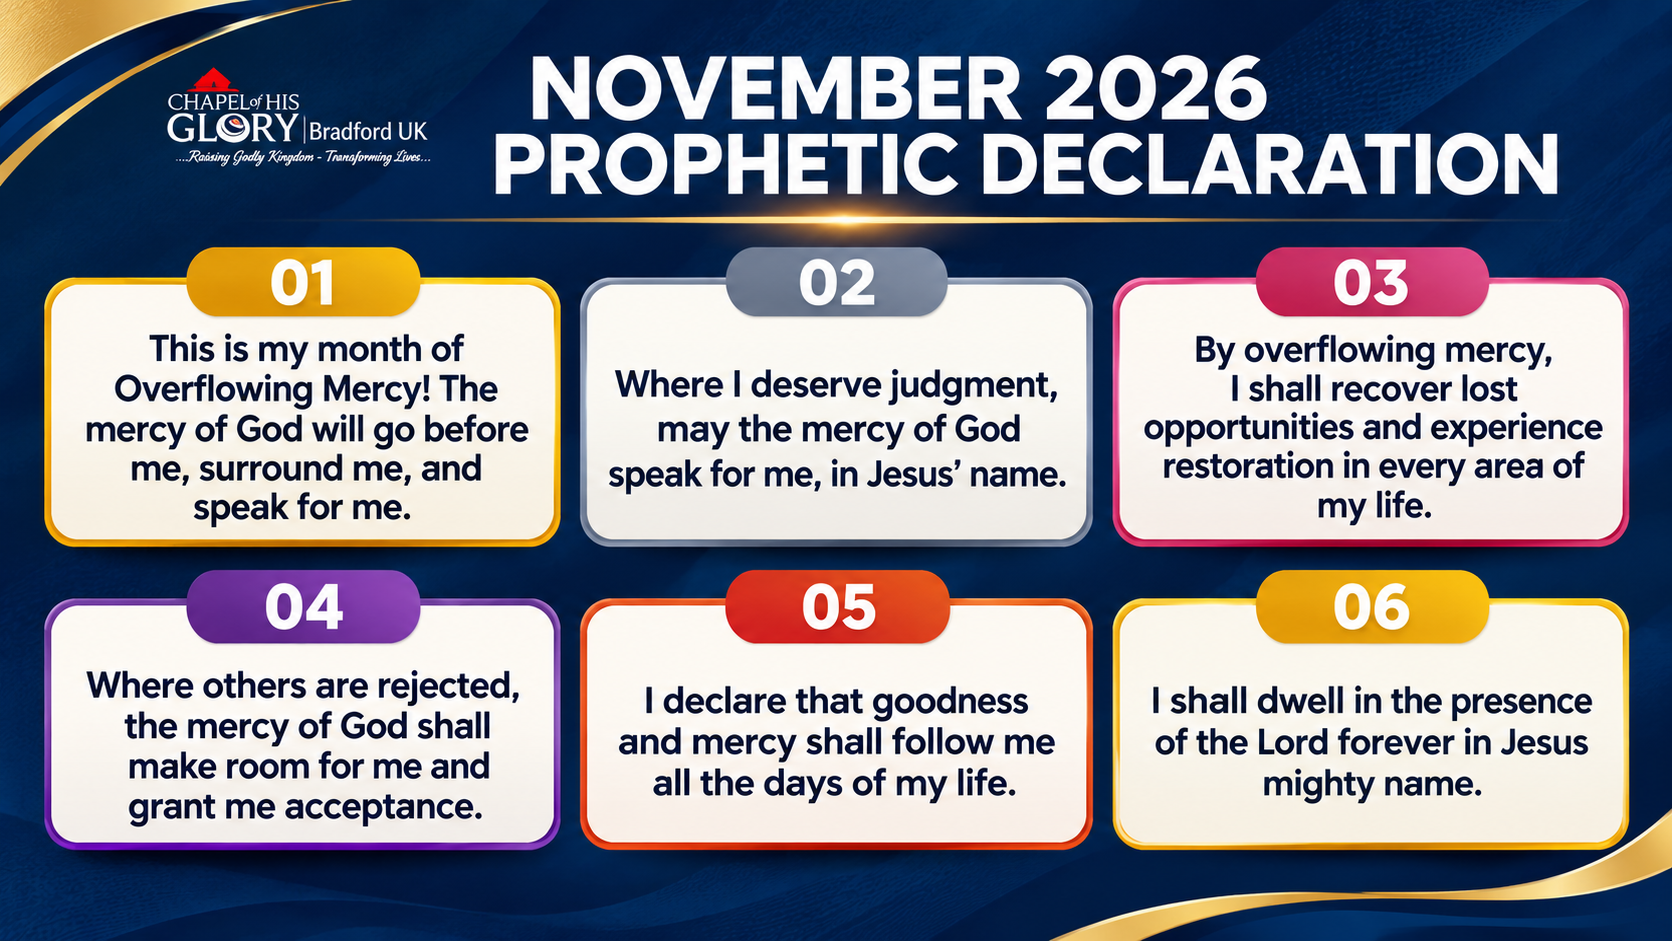 CHAPEL of HIS
GLORY | Bradford UK
....Raising Godly Kingdom - Transforming Lives...
NOVEMBER 2026
PROPHETIC DECLARATION
01
This is my month of
Overflowing Mercy! The
mercy of God will go before
me, surround me, and
speak for me.
02
Where I deserve judgment,
may the mercy of God
speak for me, in Jesus’ name.
03
By overflowing mercy,
I shall recover lost
opportunities and experience
restoration in every area of
my life.
04
Where others are rejected,
the mercy of God shall
make room for me and
grant me acceptance.
05
I declare that goodness
and mercy shall follow me
all the days of my life.
06
I shall dwell in the presence
of the Lord forever in Jesus
mighty name.